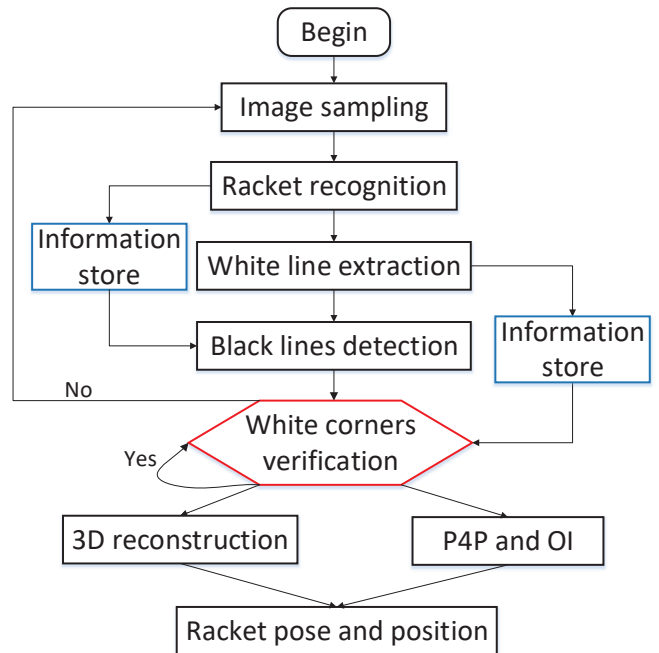 Begin
Image sampling
Racket recognition
Information
store
White line extraction
Information
store
Black lines detection
No
White corners
verification
Yes
3D reconstruction
P4P and OI
Racket pose and position